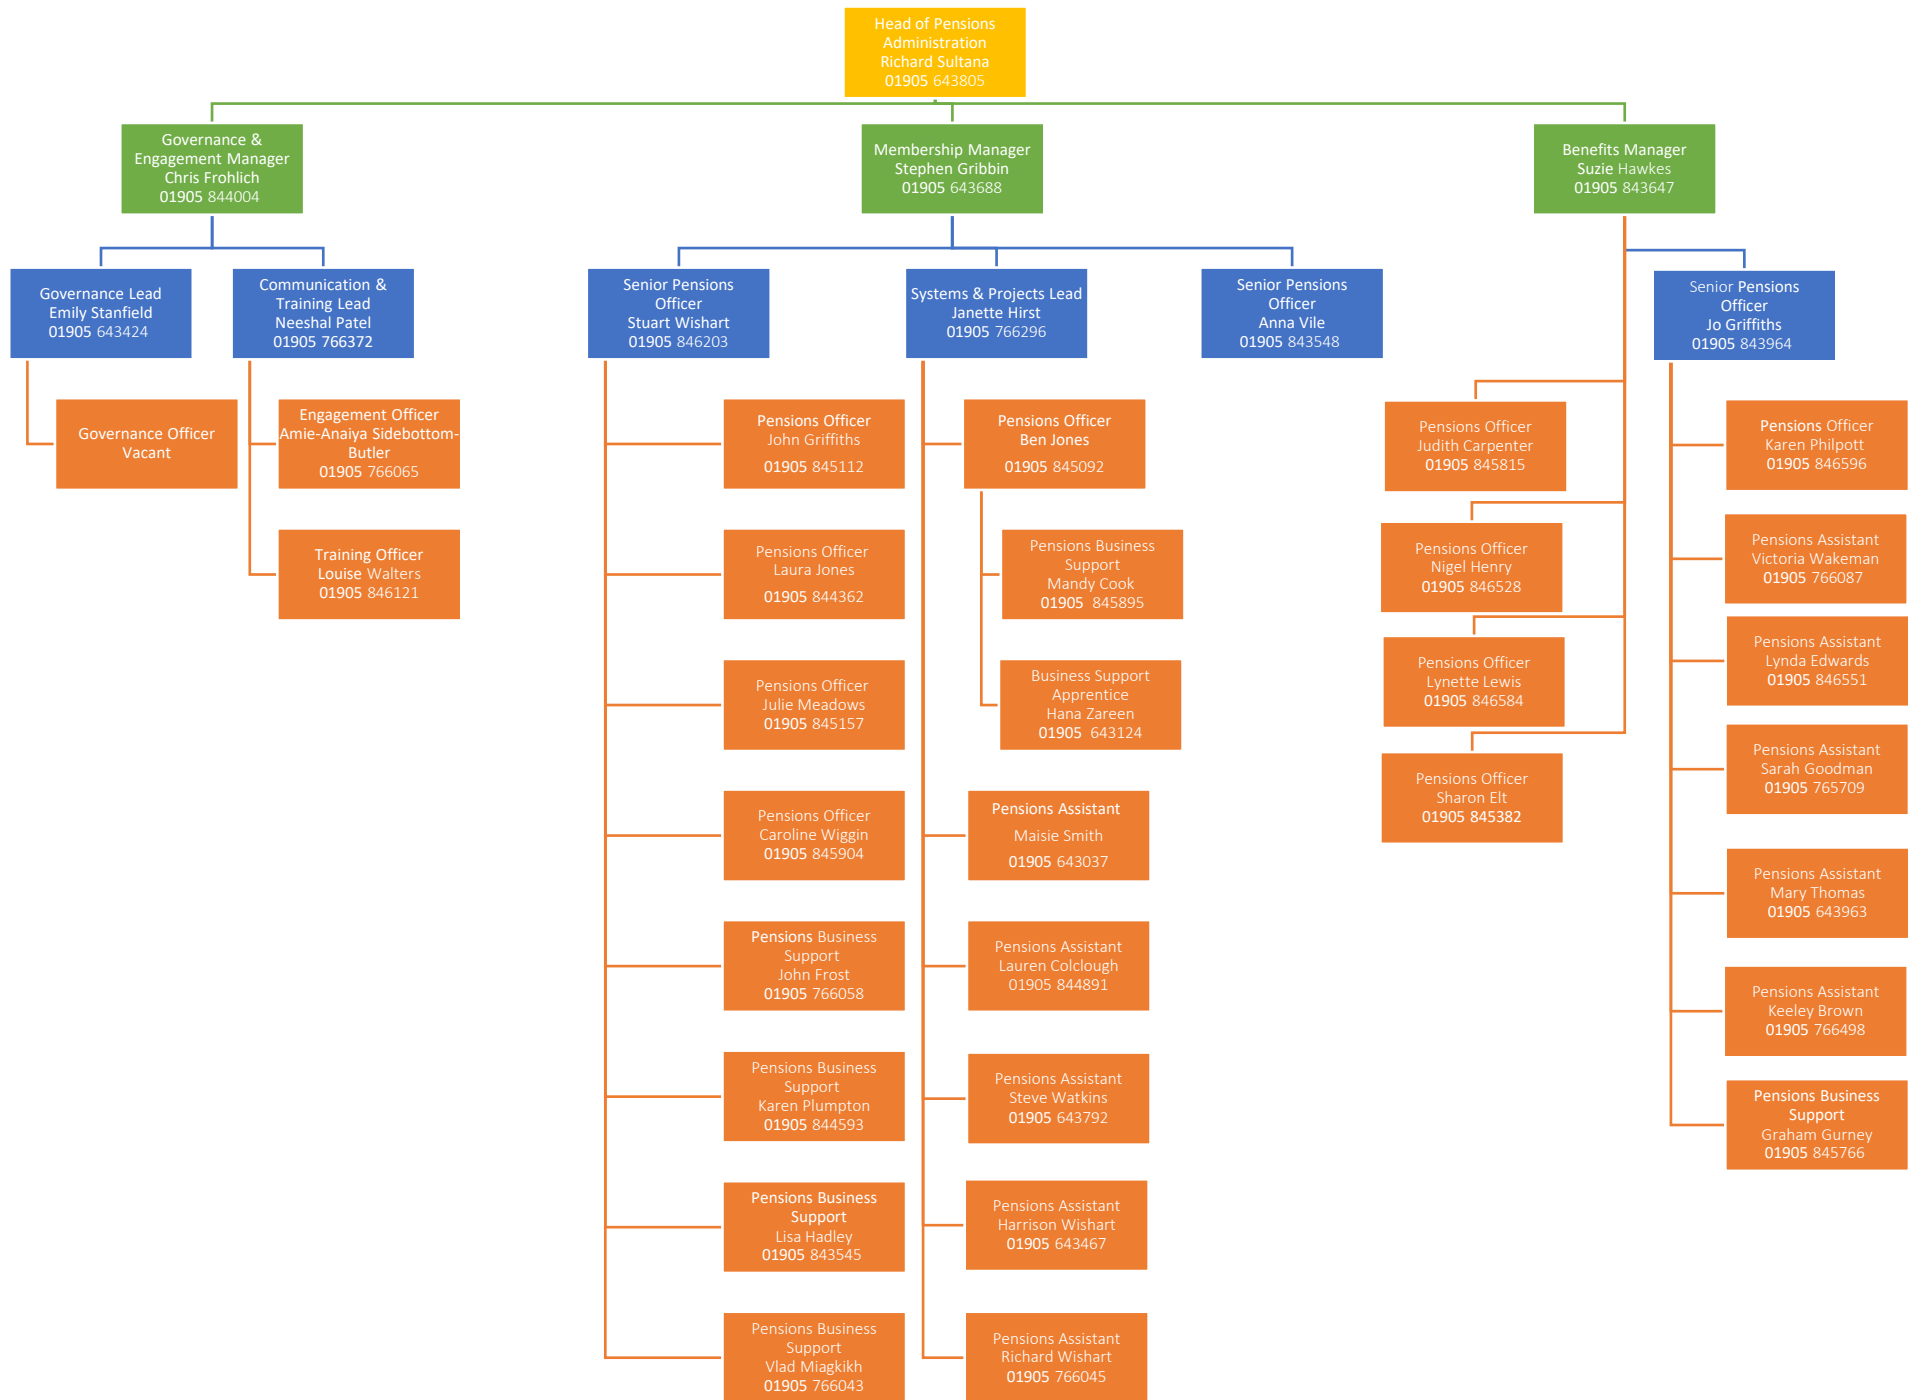 Head of Pensions
Administration
Richard Sultana
01905 643805
Governance &
Engagement Manager
Chris Frohlich
01905 844004
Membership Manager
Stephen Gribbin
01905 643688
Benefits Manager
Suzie Hawkes
01905 843647
Governance Lead
Emily Stanfield
01905 643424
Communication &
Training Lead
Neeshal Patel
01905 766372
Senior Pensions
Officer
Stuart Wishart
01905 846203
Systems & Projects Lead
Janette Hirst
01905 766296
Senior Pensions
Officer
Anna Vile
01905 843548
Senior Pensions
Officer
Jo Griffiths
01905 843964
Governance Officer
Vacant
Engagement Officer
Amie-Anaiya Sidebottom-
Butler
01905 766065
Training Officer
Louise Walters
01905 846121
Pensions Officer
John Griffiths
01905 845112
Pensions Officer
Laura Jones
01905 844362
Pensions Officer
Julie Meadows
01905 845157
Pensions Officer
Caroline Wiggin
01905 845904
Pensions Business
Support
John Frost
01905 766058
Pensions Business
Support
Karen Plumpton
01905 844593
Pensions Business
Support
Lisa Hadley
01905 843545
Pensions Business
Support
Vlad Miagkikh
01905 766043
Pensions Officer
Ben Jones
01905 845092
Pensions Business
Support
Mandy Cook
01905 845895
Business Support
Apprentice
Hana Zareen
01905 643124
Pensions Assistant
Maisie Smith
01905 643037
Pensions Assistant
Lauren Colclough
01905 844891
Pensions Assistant
Steve Watkins
01905 643792
Pensions Assistant
Harrison Wishart
01905 643467
Pensions Assistant
Richard Wishart
01905 766045
Pensions Officer
Judith Carpenter
01905 845815
Pensions Officer
Nigel Henry
01905 846528
Pensions Officer
Lynette Lewis
01905 846584
Pensions Officer
Sharon Elt
01905 845382
Pensions Officer
Karen Philpott
01905 846596
Pensions Assistant
Victoria Wakeman
01905 766087
Pensions Assistant
Lynda Edwards
01905 846551
Pensions Assistant
Sarah Goodman
01905 765709
Pensions Assistant
Mary Thomas
01905 643963
Pensions Assistant
Keeley Brown
01905 766498
Pensions Business
Support
Graham Gurney
01905 845766